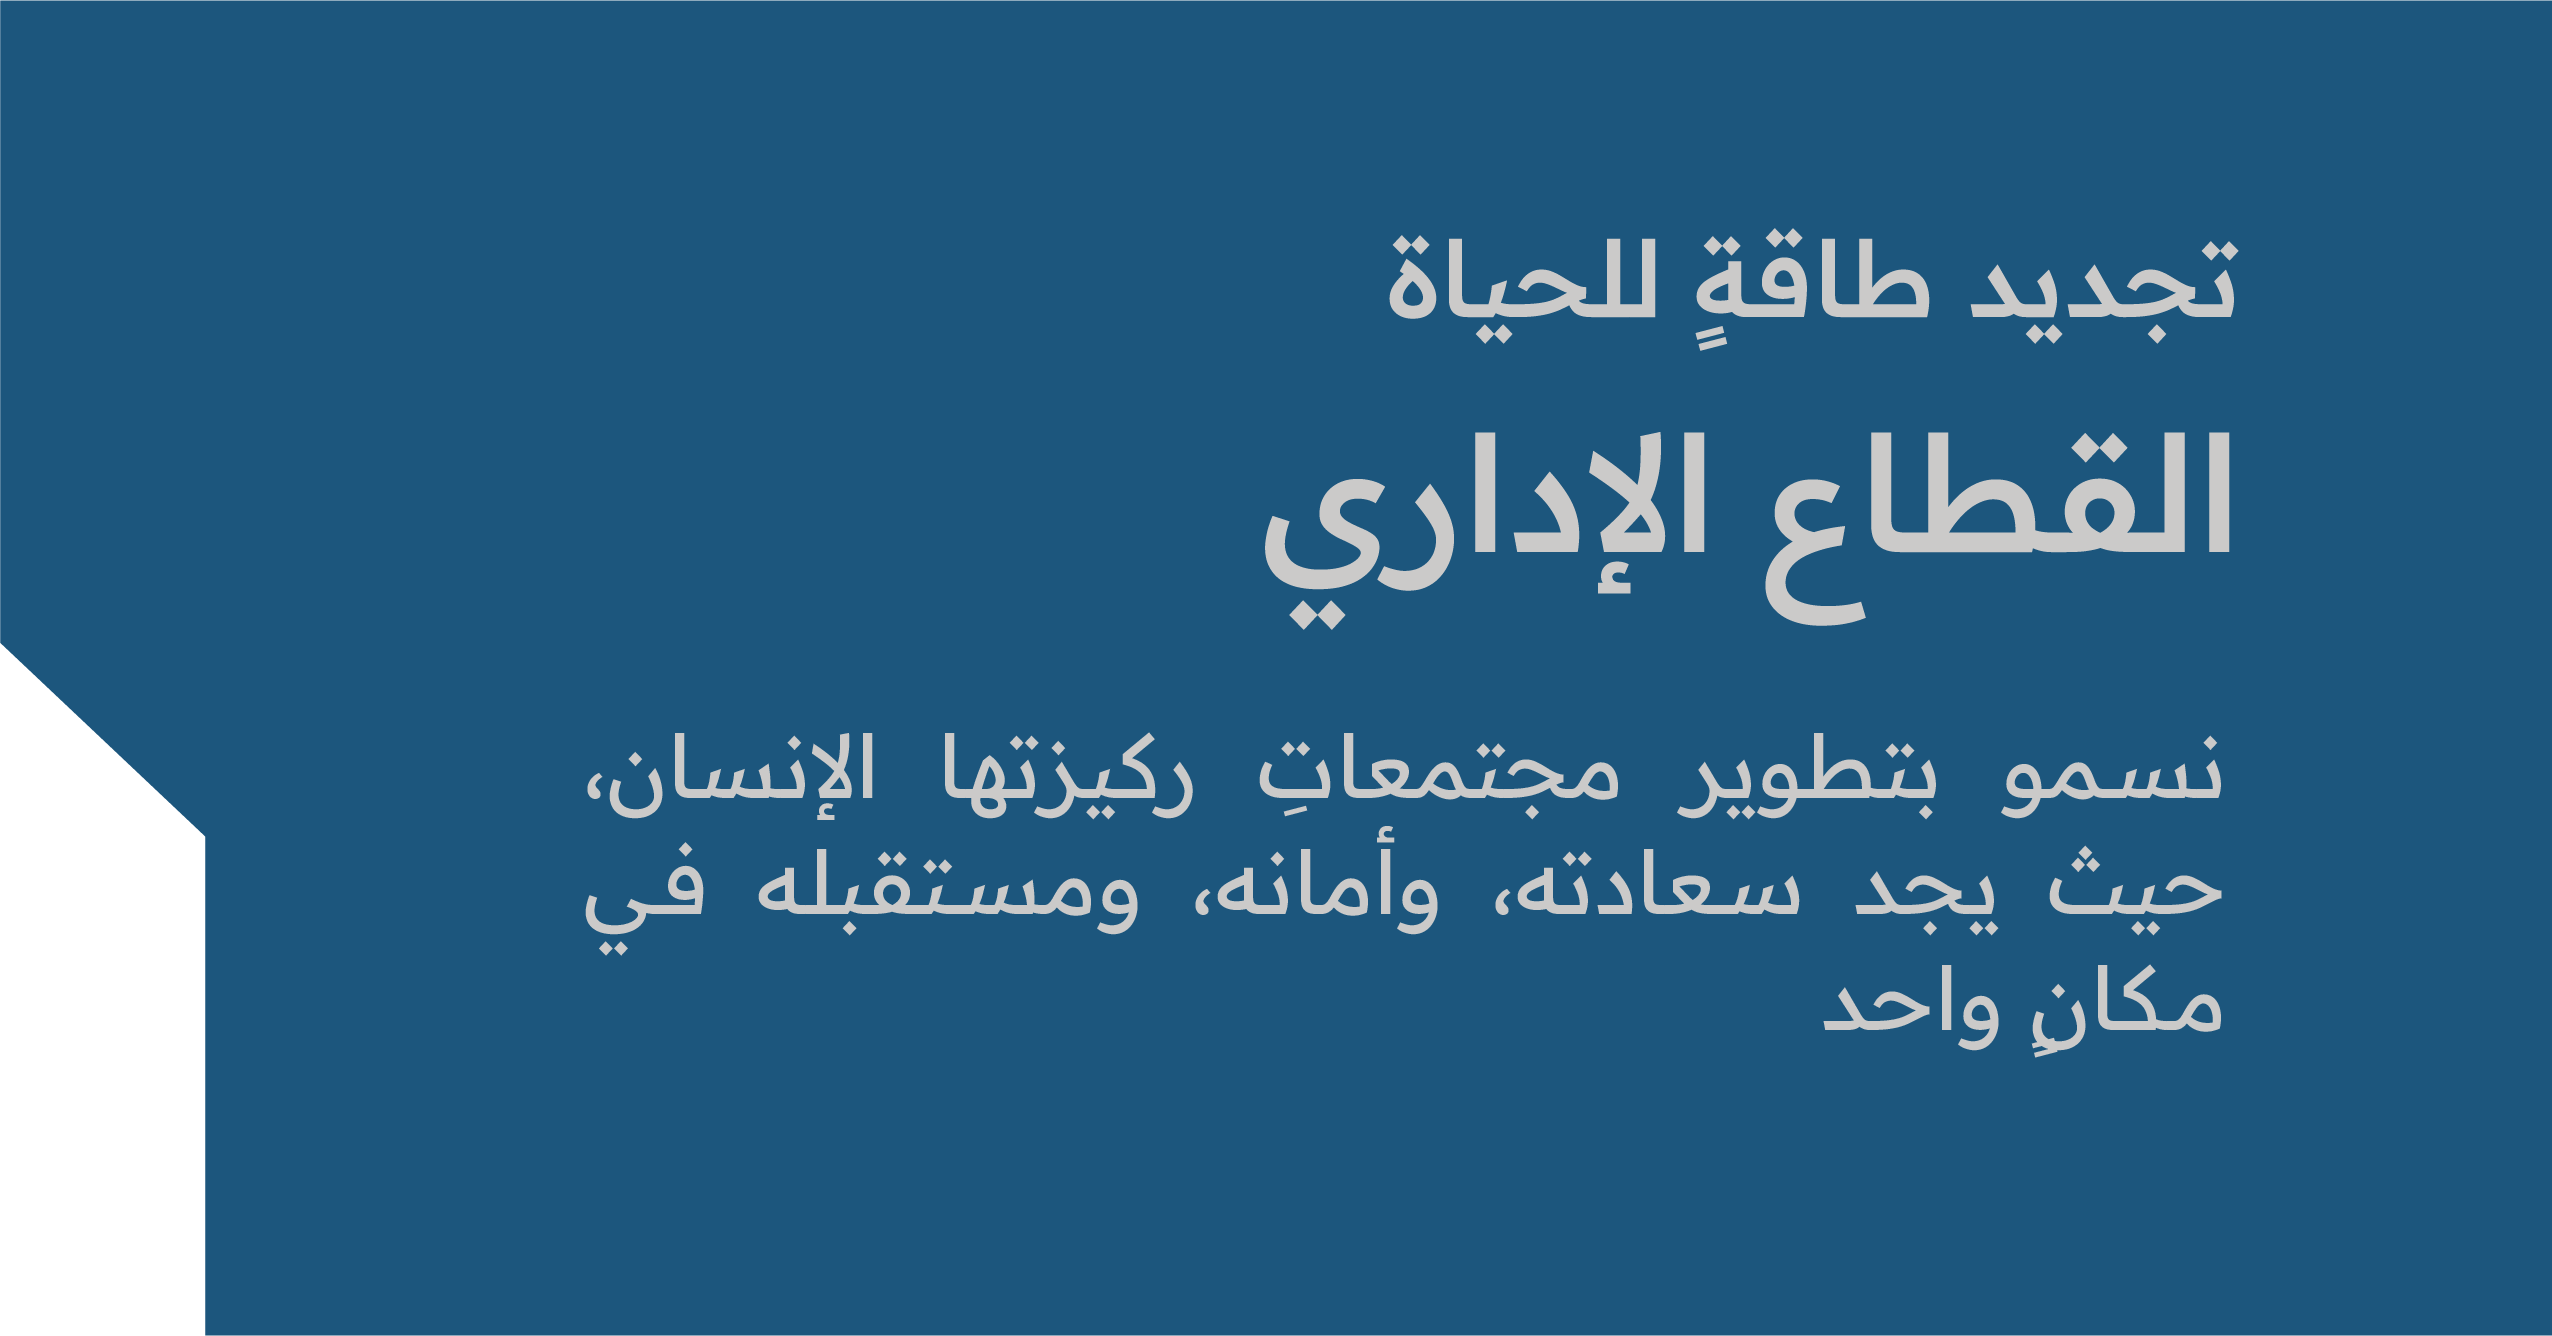 تجديد طاقةٍ للحياة
القطاع الإداري
نسمو بتطوير مجتمعاتِ ركيزتها الإنسان،
حيث يجد سعادته، وأمانه، ومستقبله في
مكانٍ واحد